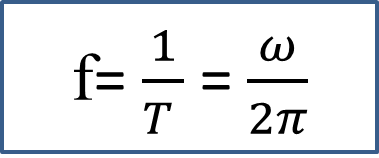 f= 1/T = ω/2π